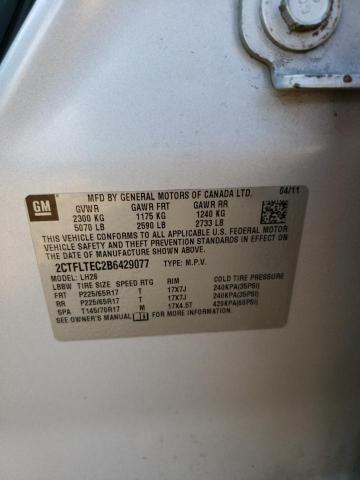 GM
MFD BY GENERAL MOTORS OF CANADA LTD. 04/11
GVWR GAWR FRT GAWR RR
2300 KG 1175 KG 1240 KG
5070 LB 2590 LB 2733 LB
THIS VEHICLE CONFORMS TO ALL APPLICABLE U.S. FEDERAL MOTOR
VEHICLE SAFETY AND THEFT PREVENTION STANDARDS IN EFFECT ON
THE DATE OF MANUFACTURE SHOWN ABOVE.
2CTFLTEC2B6429077 TYPE: M.P.V.
MODEL: LH26
LBBW TIRE SIZE SPEED RTG RIM COLD TIRE PRESSURE
FRT P225/65R17 T 17X7J 240KPA(35PSI)
RR P225/65R17 T 17X7J 240KPA(35PSI)
SPA T145/70R17 M 17X4.5T 420KPA(60PSI)
SEE OWNER'S MANUAL FOR MORE INFORMATION.